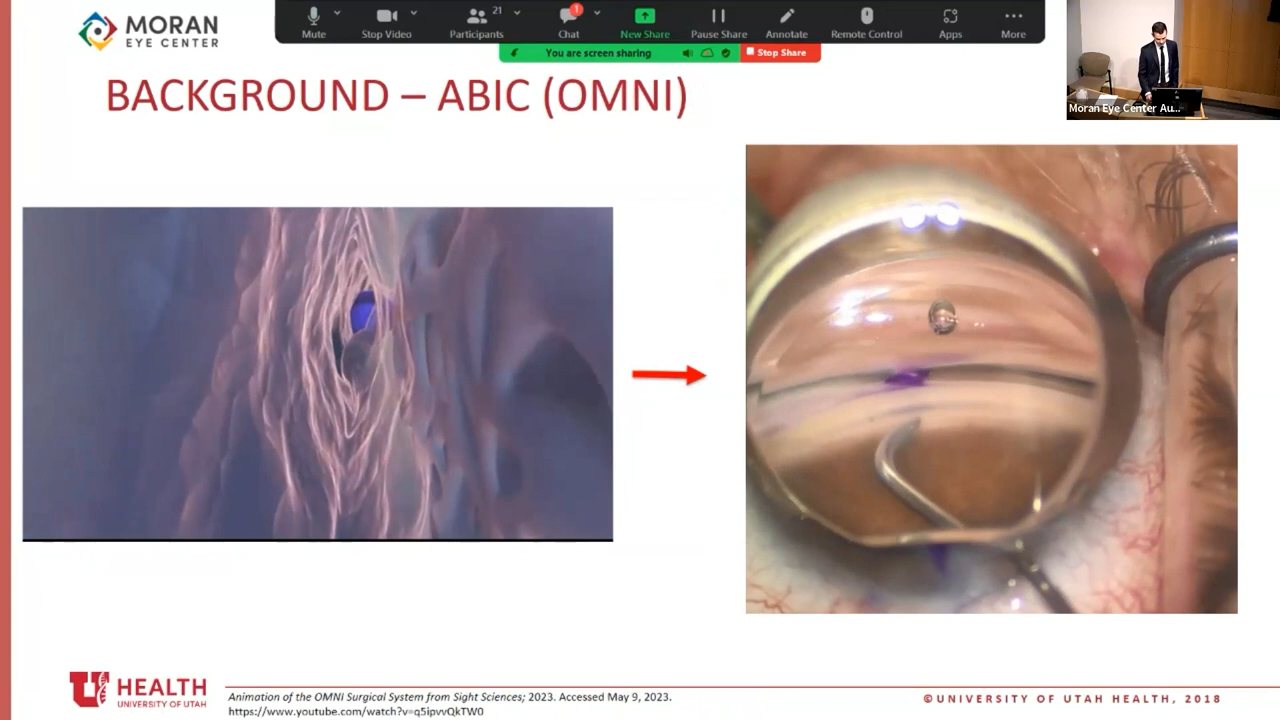 MORAN
EYE CENTER
Mute
Stop Video
Participants
21
Chat
1
New Share
Pause Share
Annotate
Remote Control
Apps
More
You are screen sharing
Stop Share
Moran Eye Center Au...
BACKGROUND – ABIC (OMNI)
U HEALTH
UNIVERSITY OF UTAH
Animation of the OMNI Surgical System from Sight Sciences; 2023. Accessed May 9, 2023.
https://www.youtube.com/watch?v=q5ipvvQkTW0
©UNIVERSITY OF UTAH HEALTH, 2018